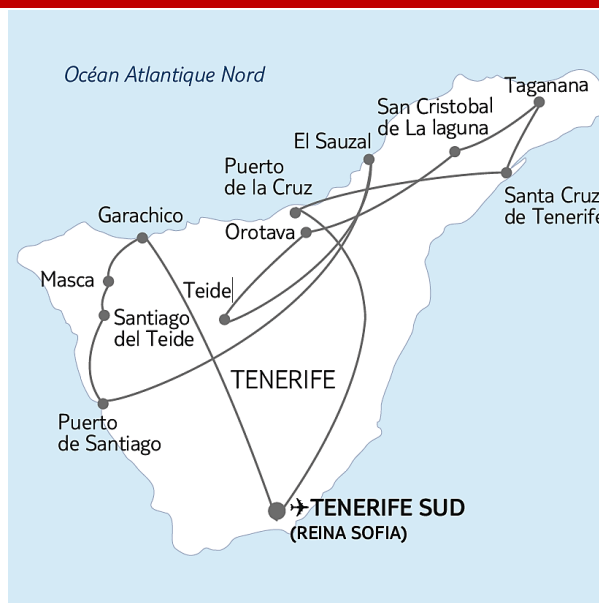 Océan Atlantique Nord
Taganana
San Cristobal
de La laguna
El Sauzal
Puerto
de la Cruz
Santa Cruz
de Tenerife
Garachico
Orotava
Masca
Teide
Santiago
del Teide
TENERIFE
Puerto
de Santiago
TENERIFE SUD
(REINA SOFIA)